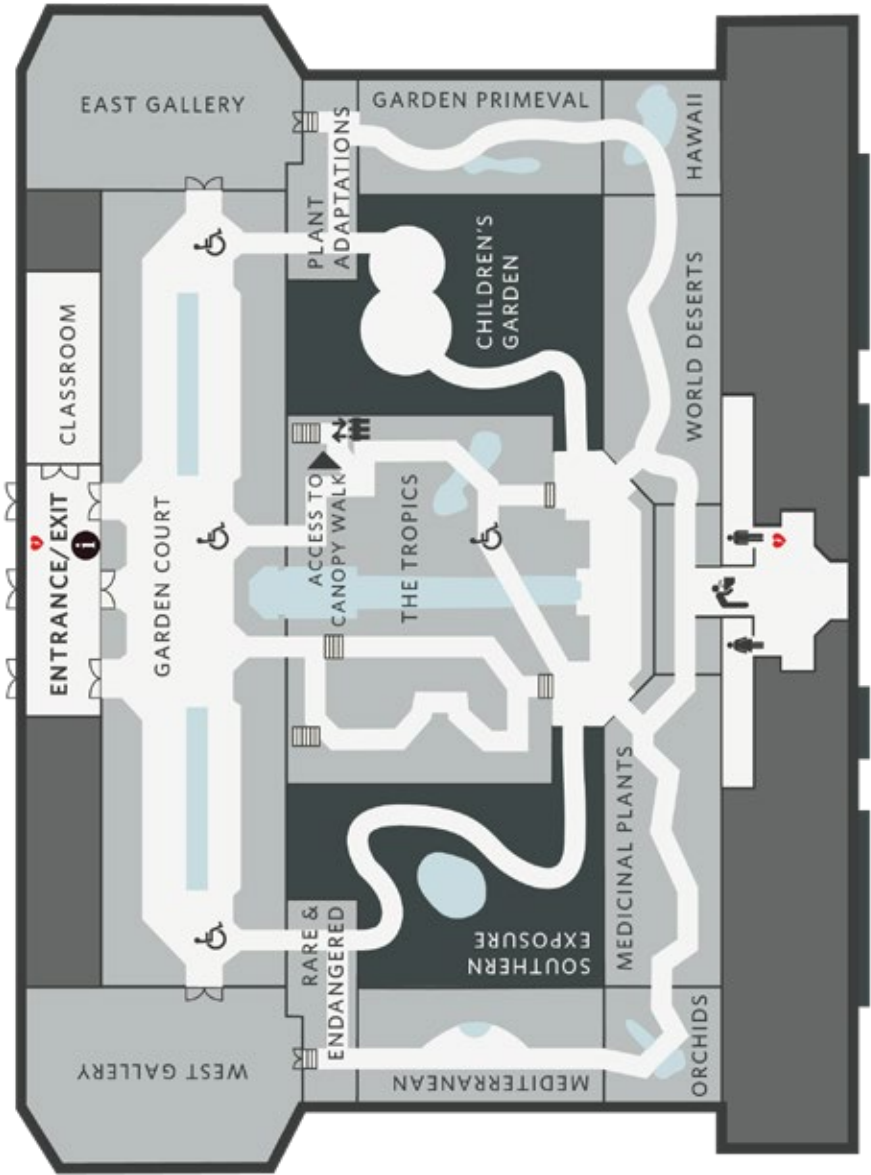 EAST GALLERY
PLANT
ADAPTATIONS
GARDEN PRIMEVAL
HAWAII
CHILDREN'S
GARDEN
WORLD DESERTS
CLASSROOM
ENTRANCE/EXIT
i
GARDEN COURT
ACCESS TO
CANOPY WALK
THE TROPICS
MEDICINAL PLANTS
SOUTHERN
EXPOSURE
RARE &
ENDANGERED
WEST GALLERY
MEDITERRANEAN
ORCHIDS